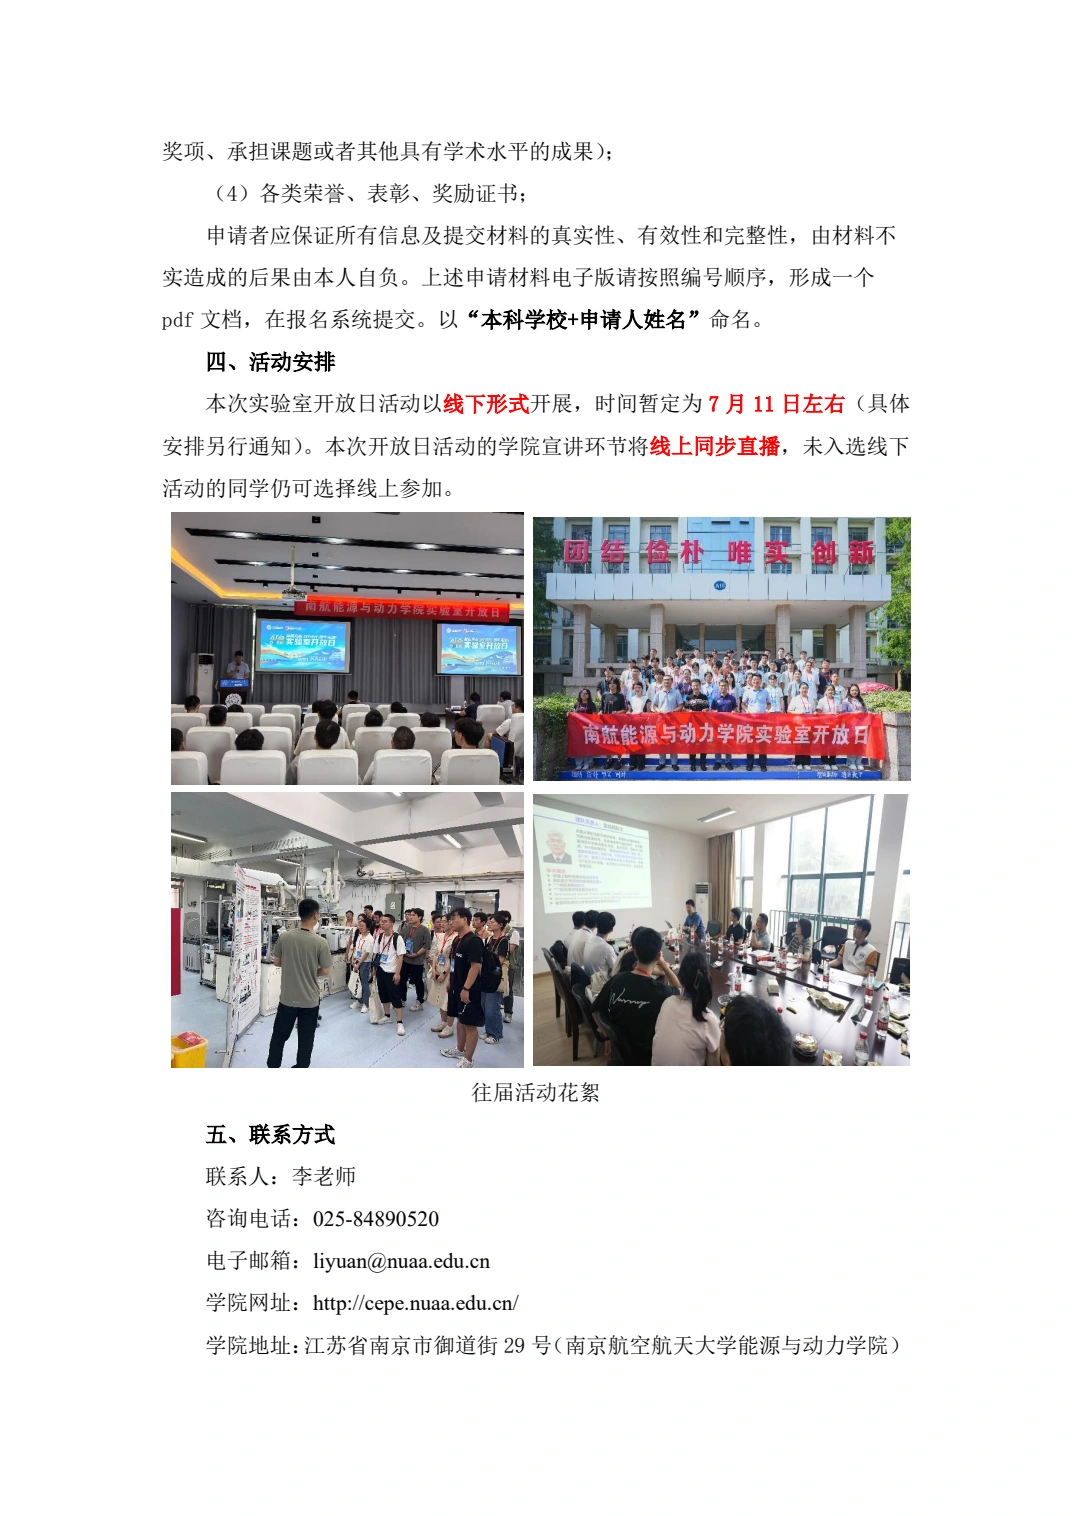 奖项、承担课题或者其他具有学术水平的成果);
（4）各类荣誉、表彰、奖励证书；
申请者应保证所有信息及提交材料的真实性、有效性和完整性，由材料不
实造成的后果由本人自负。上述申请材料电子版请按照编号顺序，形成一个
pdf 文档，在报名系统提交。以“本科学校+申请人姓名”命名。
四、活动安排
本次实验室开放日活动以线下形式开展，时间暂定为 7 月 11 日左右（具体
安排另行通知）。本次开放日活动的学院宣讲环节将线上同步直播，未入选线下
活动的同学仍可选择线上参加。
南航能源与动力学院实验室开放日
实验室开放日
实验室开放日
团结 俭朴 唯实 创新
南航能源与动力学院实验室开放日
往届活动花絮
五、联系方式
联系人：李老师
咨询电话：025-84890520
电子邮箱：liyuan@nuaa.edu.cn
学院网址：http://cepe.nuaa.edu.cn/
学院地址：江苏省南京市御道街 29 号（南京航空航天大学能源与动力学院）